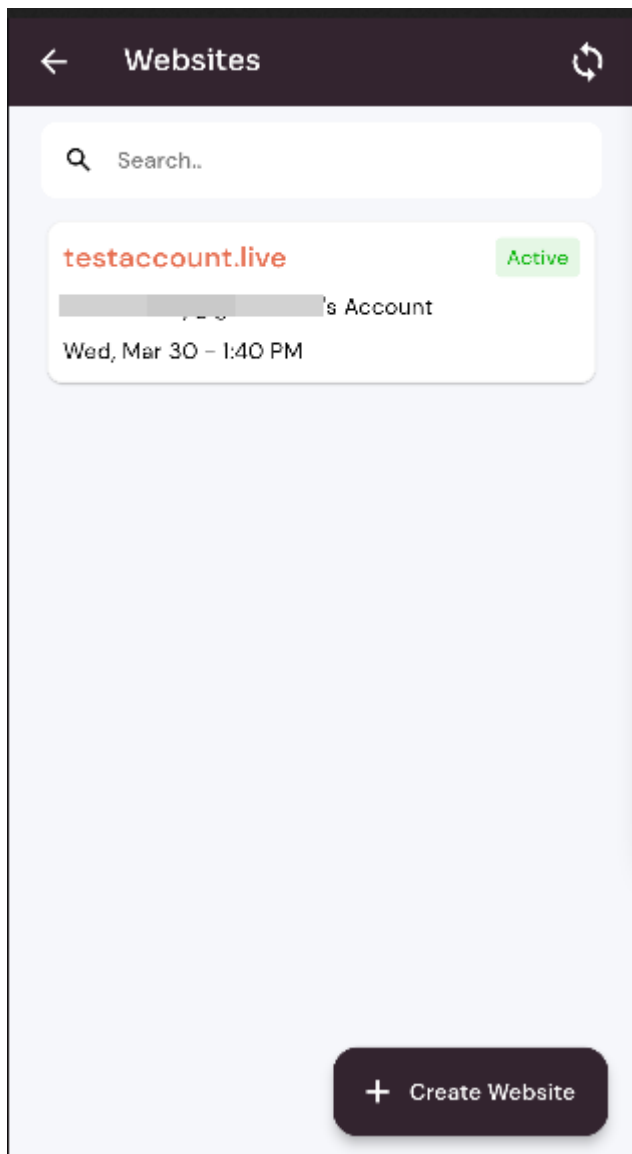 Websites
Search..
testaccount.live
Active
's Account
Wed, Mar 30 - 1:40 PM
+ Create Website